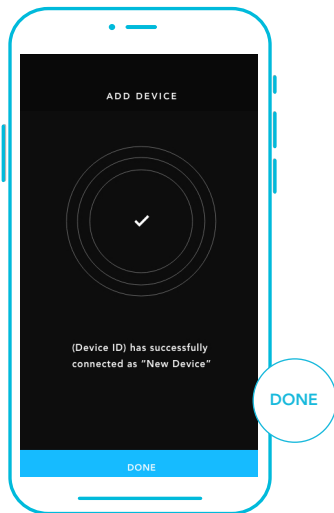 ADD DEVICE
(Device ID) has successfully
connected as “New Device”
DONE
DONE